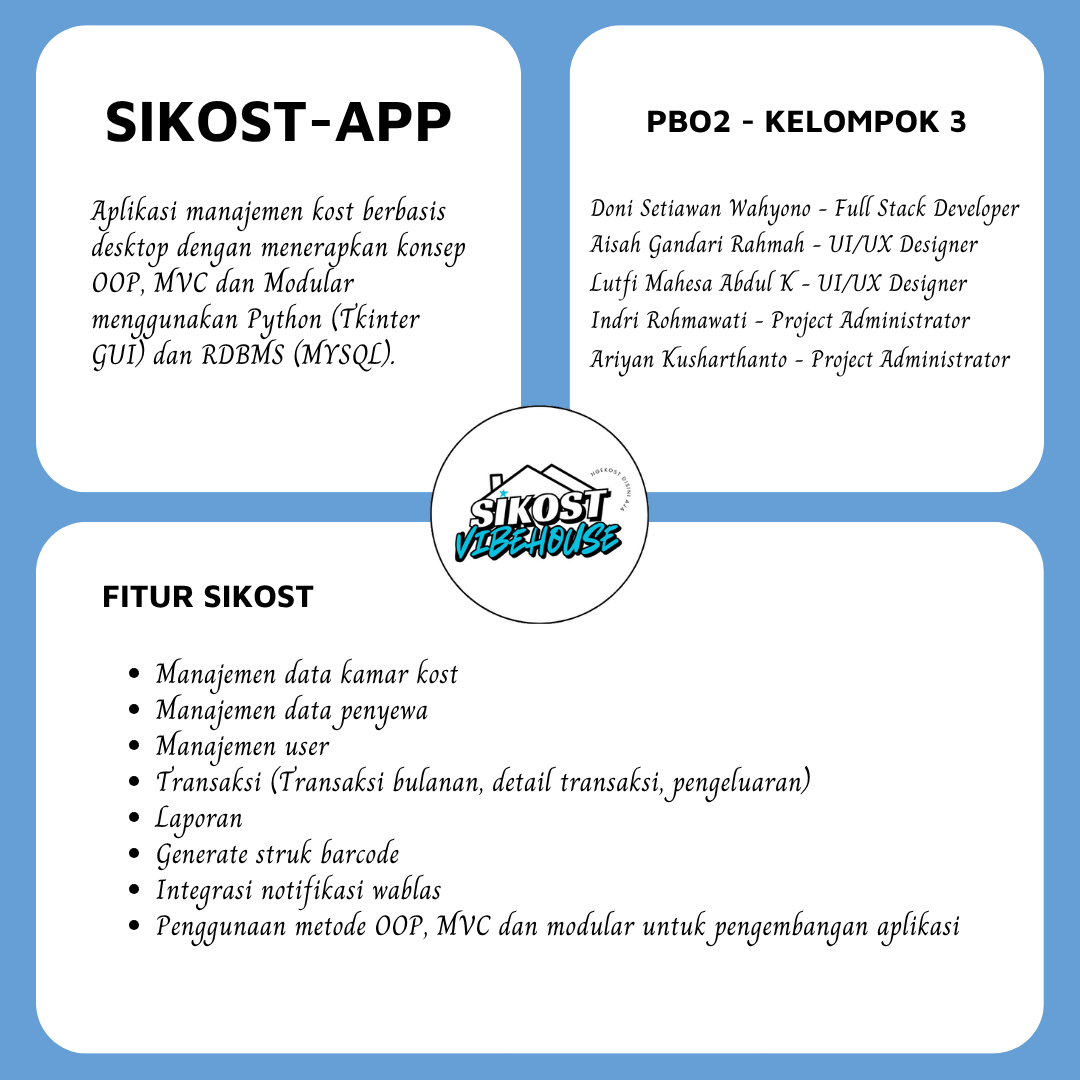 SIKOST-APP
Aplikasi manajemen kost berbasis
desktop dengan menerapkan konsep
OOP, MVC dan Modular
menggunakan Python (Tkinter
GUI) dan RDBMS (MYSQL).
PBO2 - KELOMPOK 3
Doni Setiawan Wahyono - Full Stack Developer
Aisah Gandari Rahmah - UI/UX Designer
Lutfi Mahesa Abdul K - UI/UX Designer
Indri Rohmawati - Project Administrator
Ariyan Kusharthanto - Project Administrator
NGEKOST DISINI AJA
SIKOST
VIBEHOUSE
FITUR SIKOST
• Manajemen data kamar kost
• Manajemen data penyewa
• Manajemen user
• Transaksi (Transaksi bulanan, detail transaksi, pengeluaran)
• Laporan
• Generate struk barcode
• Integrasi notifikasi wablas
• Penggunaan metode OOP, MVC dan modular untuk pengembangan aplikasi